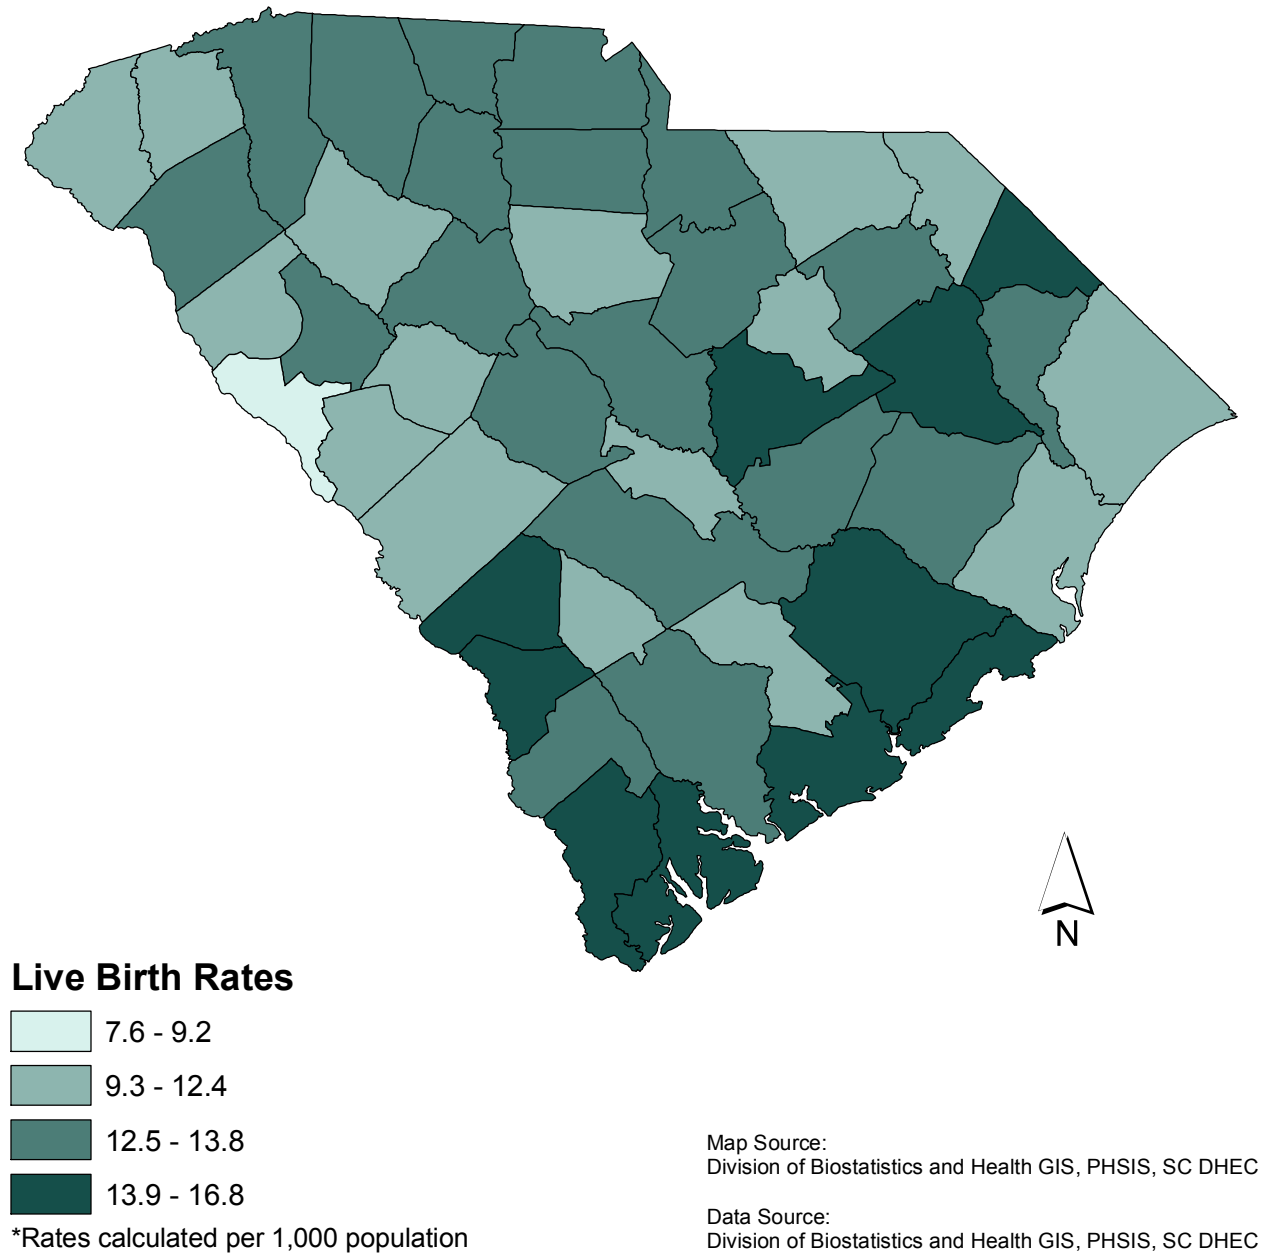 N
Live Birth Rates
7.6 - 9.2
9.3 - 12.4
12.5 - 13.8
13.9 - 16.8
*Rates calculated per 1,000 population
Map Source:
Division of Biostatistics and Health GIS, PHSIS, SC DHEC
Data Source:
Division of Biostatistics and Health GIS, PHSIS, SC DHEC